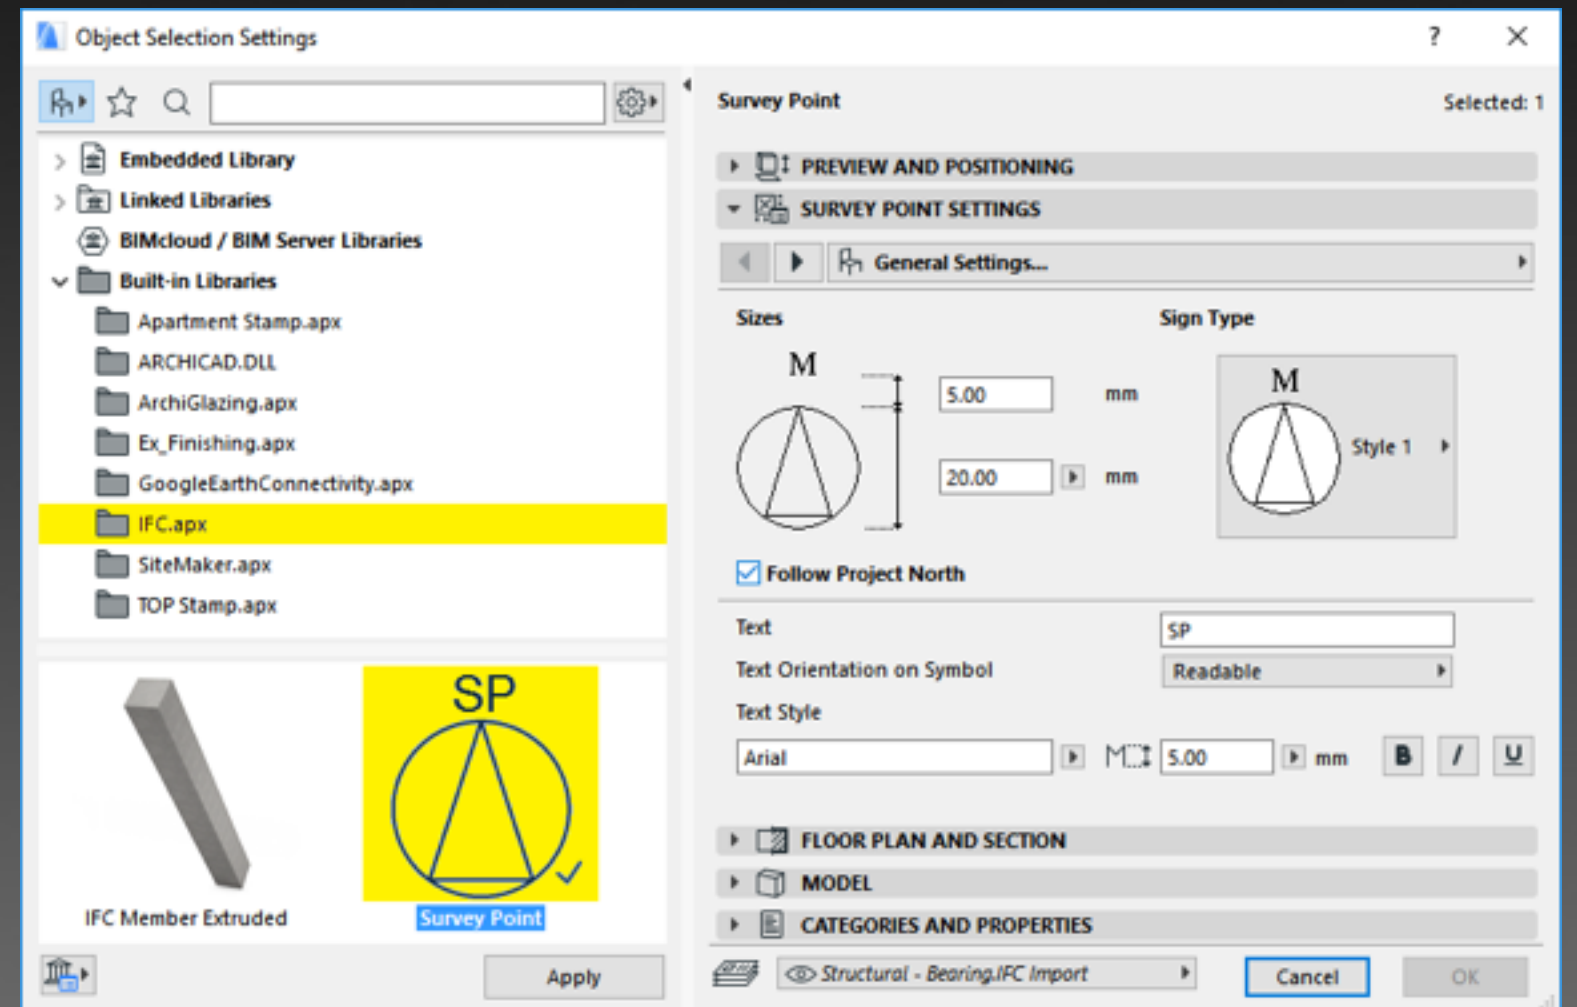 Object Selection Settings
?
Embedded Library
Linked Libraries
BIMcloud / BIM Server Libraries
Built-in Libraries
Apartment Stamp.apx
ARCHICAD.DLL
ArchiGlazing.apx
Ex_Finishing.apx
GoogleEarthConnectivity.apx
IFC.apx
SiteMaker.apx
TOP Stamp.apx
SP
IFC Member Extruded
Survey Point
Apply
Survey Point
Selected: 1
PREVIEW AND POSITIONING
SURVEY POINT SETTINGS
General Settings...
Sizes
Sign Type
M
M
5.00 mm
Style 1
20.00 mm
Follow Project North
Text SP
Text Orientation on Symbol Readable
Text Style
Arial M 5.00 mm B I U
FLOOR PLAN AND SECTION
MODEL
CATEGORIES AND PROPERTIES
Structural - Bearing.IFC Import
Cancel
OK